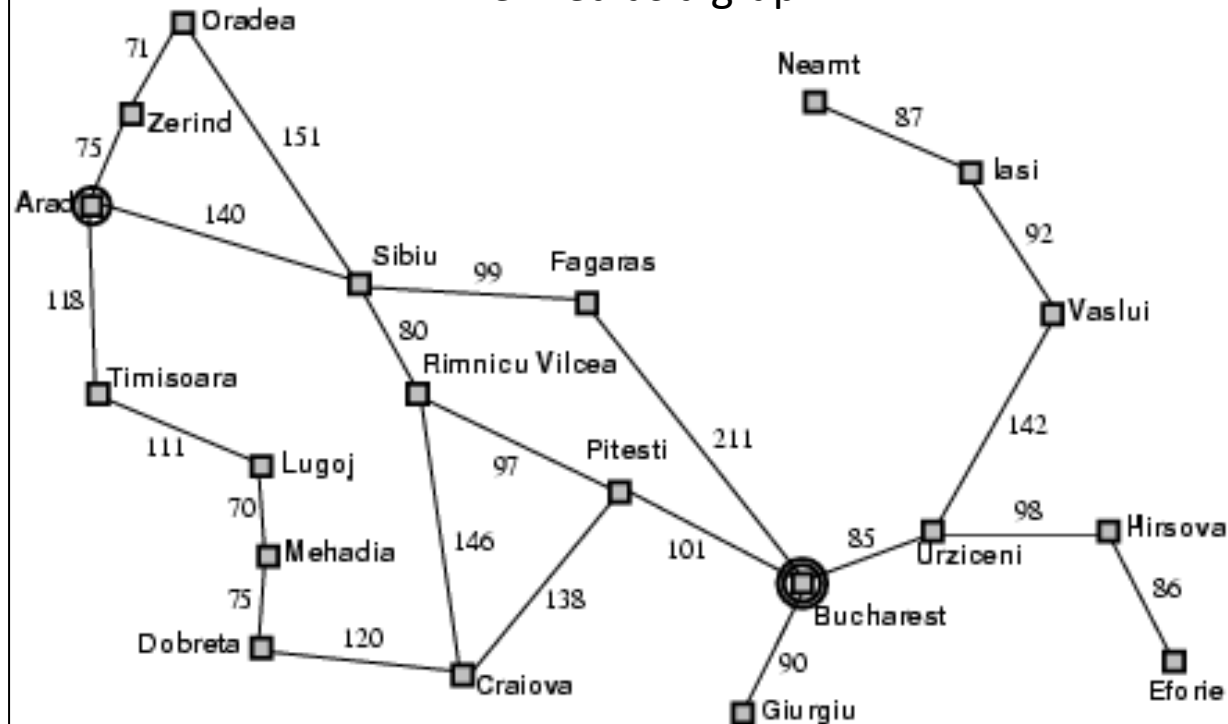 Oradea
71
Neamt
87
Zerind
151
75
Iasi
Arad
140
92
Sibiu
Fagaras
99
118
Vaslui
80
Timisoara
Rimnicu Vilcea
142
111
211
Lugoj
97
Pitesti
70
98
Hirsova
146
101
85
Mehadia
Urziceni
75
138
86
Bucharest
Dobreta
120
90
Craiova
Eforie
Giurgiu